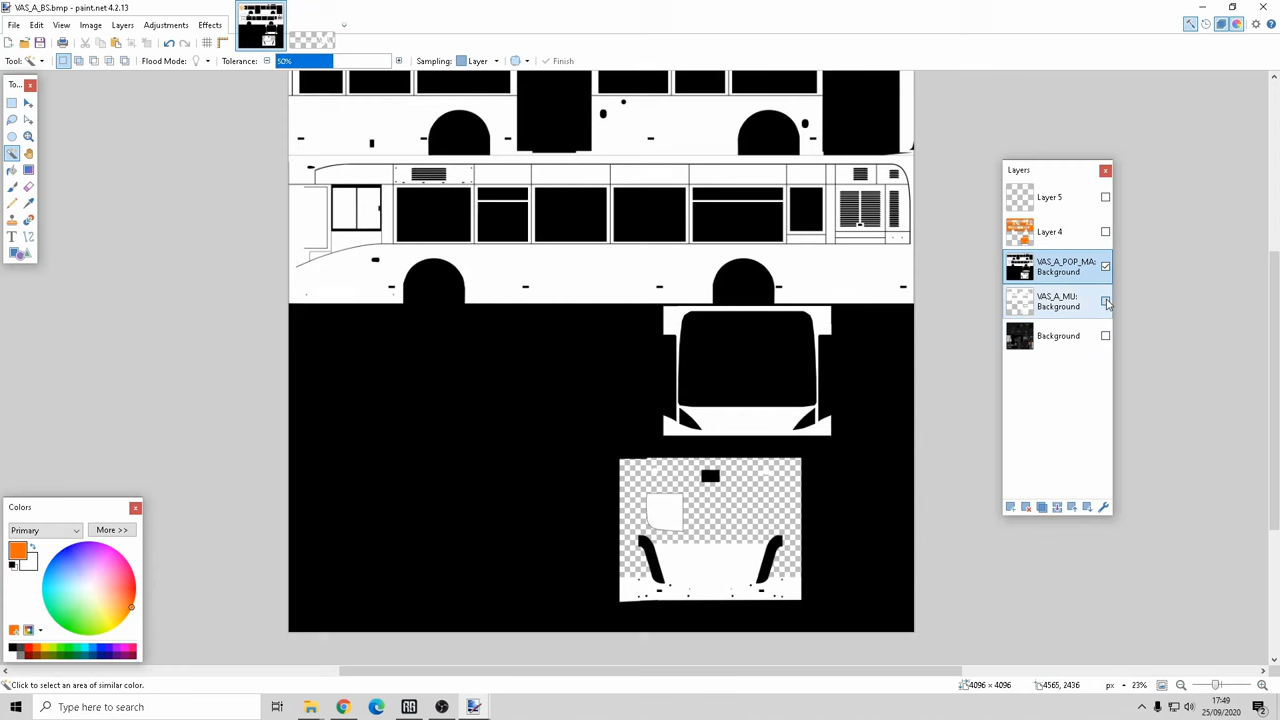 VAS_A_BS.bmp - paint.net 4.2.13
File Edit View Image Layers Adjustments Effects
Tool: Flood Mode: Tolerance: 50% Sampling: Layer Finish
To...
Layers
Layer 5
Layer 4
VAS_A_POP_MA:
Background
VAS_A_MU:
Background
Background
Colors
Primary More >>
Click to select an area of similar color.
4096 × 4096 4565, 2436 px 23%
Type here to search
17:49
25/09/2020
2